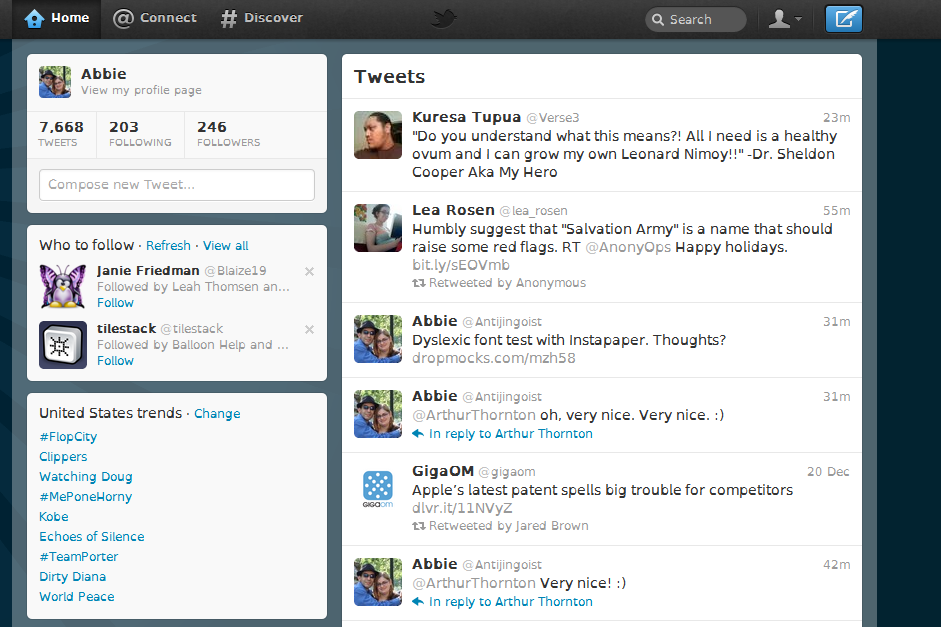 Home
Connect
Discover
Search
Abbie
View my profile page
7,668
TWEETS
203
FOLLOWING
246
FOLLOWERS
Compose new Tweet...
Who to follow · Refresh · View all
Janie Friedman @Blaize19
Followed by Leah Thomsen an...
Follow
tilestack @tilestack
Followed by Balloon Help and ...
Follow
United States trends · Change
#FlopCity
Clippers
Watching Doug
#MePoneHorny
Kobe
Echoes of Silence
#TeamPorter
Dirty Diana
World Peace
Tweets
Kuresa Tupua @Verse3 23m
"Do you understand what this means?! All I need is a healthy
ovum and I can grow my own Leonard Nimoy!!" -Dr. Sheldon
Cooper Aka My Hero
Lea Rosen @lea_rosen 55m
Humbly suggest that "Salvation Army" is a name that should
raise some red flags. RT @AnonyOps Happy holidays.
bit.ly/sEOVmb
Retweeted by Anonymous
Abbie @Antijingoist 31m
Dyslexic font test with Instapaper. Thoughts?
dropmocks.com/mzh58
Abbie @Antijingoist 31m
@ArthurThornton oh, very nice. Very nice. :)
In reply to Arthur Thornton
GIGAOM
GigaOM @gigaom 20 Dec
Apple’s latest patent spells big trouble for competitors
dlvr.it/11NVyZ
Retweeted by Jared Brown
Abbie @Antijingoist 42m
@ArthurThornton Very nice! :)
In reply to Arthur Thornton